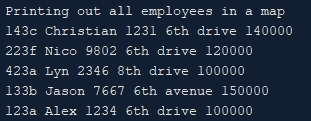 Printing out all employees in a map
143c Christian 1231 6th drive 140000
223f Nico 9802 6th drive 120000
423a Lyn 2346 8th drive 100000
133b Jason 7667 6th avenue 150000
123a Alex 1234 6th drive 100000